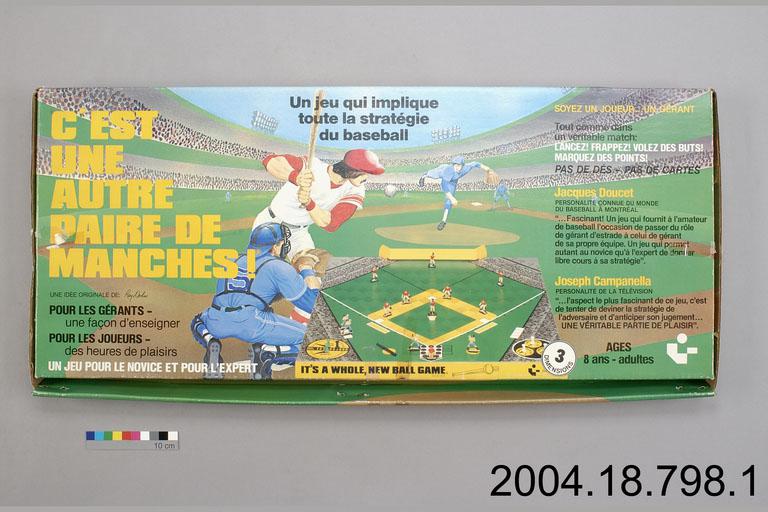 C'EST
UNE
AUTRE
PAIRE DE
MANCHES!
UNE IDÉE ORIGINALE DE:
POUR LES GÉRANTS –
une façon d'enseigner
POUR LES JOUEURS –
des heures de plaisirs
UN JEU POUR LE NOVICE ET POUR L'EXPERT
Un jeu qui implique
toute la stratégie
du baseball
IT'S A WHOLE, NEW BALL GAME
3
DIMENSIONS
SOYEZ UN JOUEUR... UN GÉRANT
Tout comme dans
un véritable match:
LANCEZ! FRAPPEZ! VOLEZ DES BUTS!
MARQUEZ DES POINTS!
PAS DE DÉS – PAS DE CARTES
Jacques Doucet
PERSONALITÉ CONNUE DU MONDE
DU BASEBALL À MONTRÉAL
"...Fascinant! Un jeu qui fournit à l'amateur
de baseball l'occasion de passer d'un rôle
de gérant d'estrade à celui de gérant
de sa propre équipe. Un jeu qui permet
autant au novice qu'à l'expert de donner
libre cours à sa stratégie".
Joseph Campanella
PERSONALITÉ DE LA TÉLÉVISION
"...l'aspect le plus fascinant de ce jeu, c'est
de tenter de deviner la stratégie de
l'adversaire et d'anticiper son jugement...
UNE VÉRITABLE PARTIE DE PLAISIR".
AGES
8 ans - adultes
10 cm
2004.18.798.1